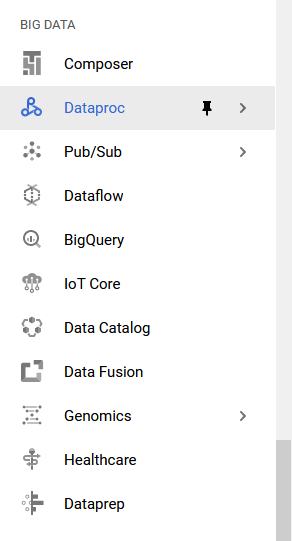 BIG DATA
Composer
Dataproc
Pub/Sub
Dataflow
BigQuery
IoT Core
Data Catalog
Data Fusion
Genomics
Healthcare
Dataprep